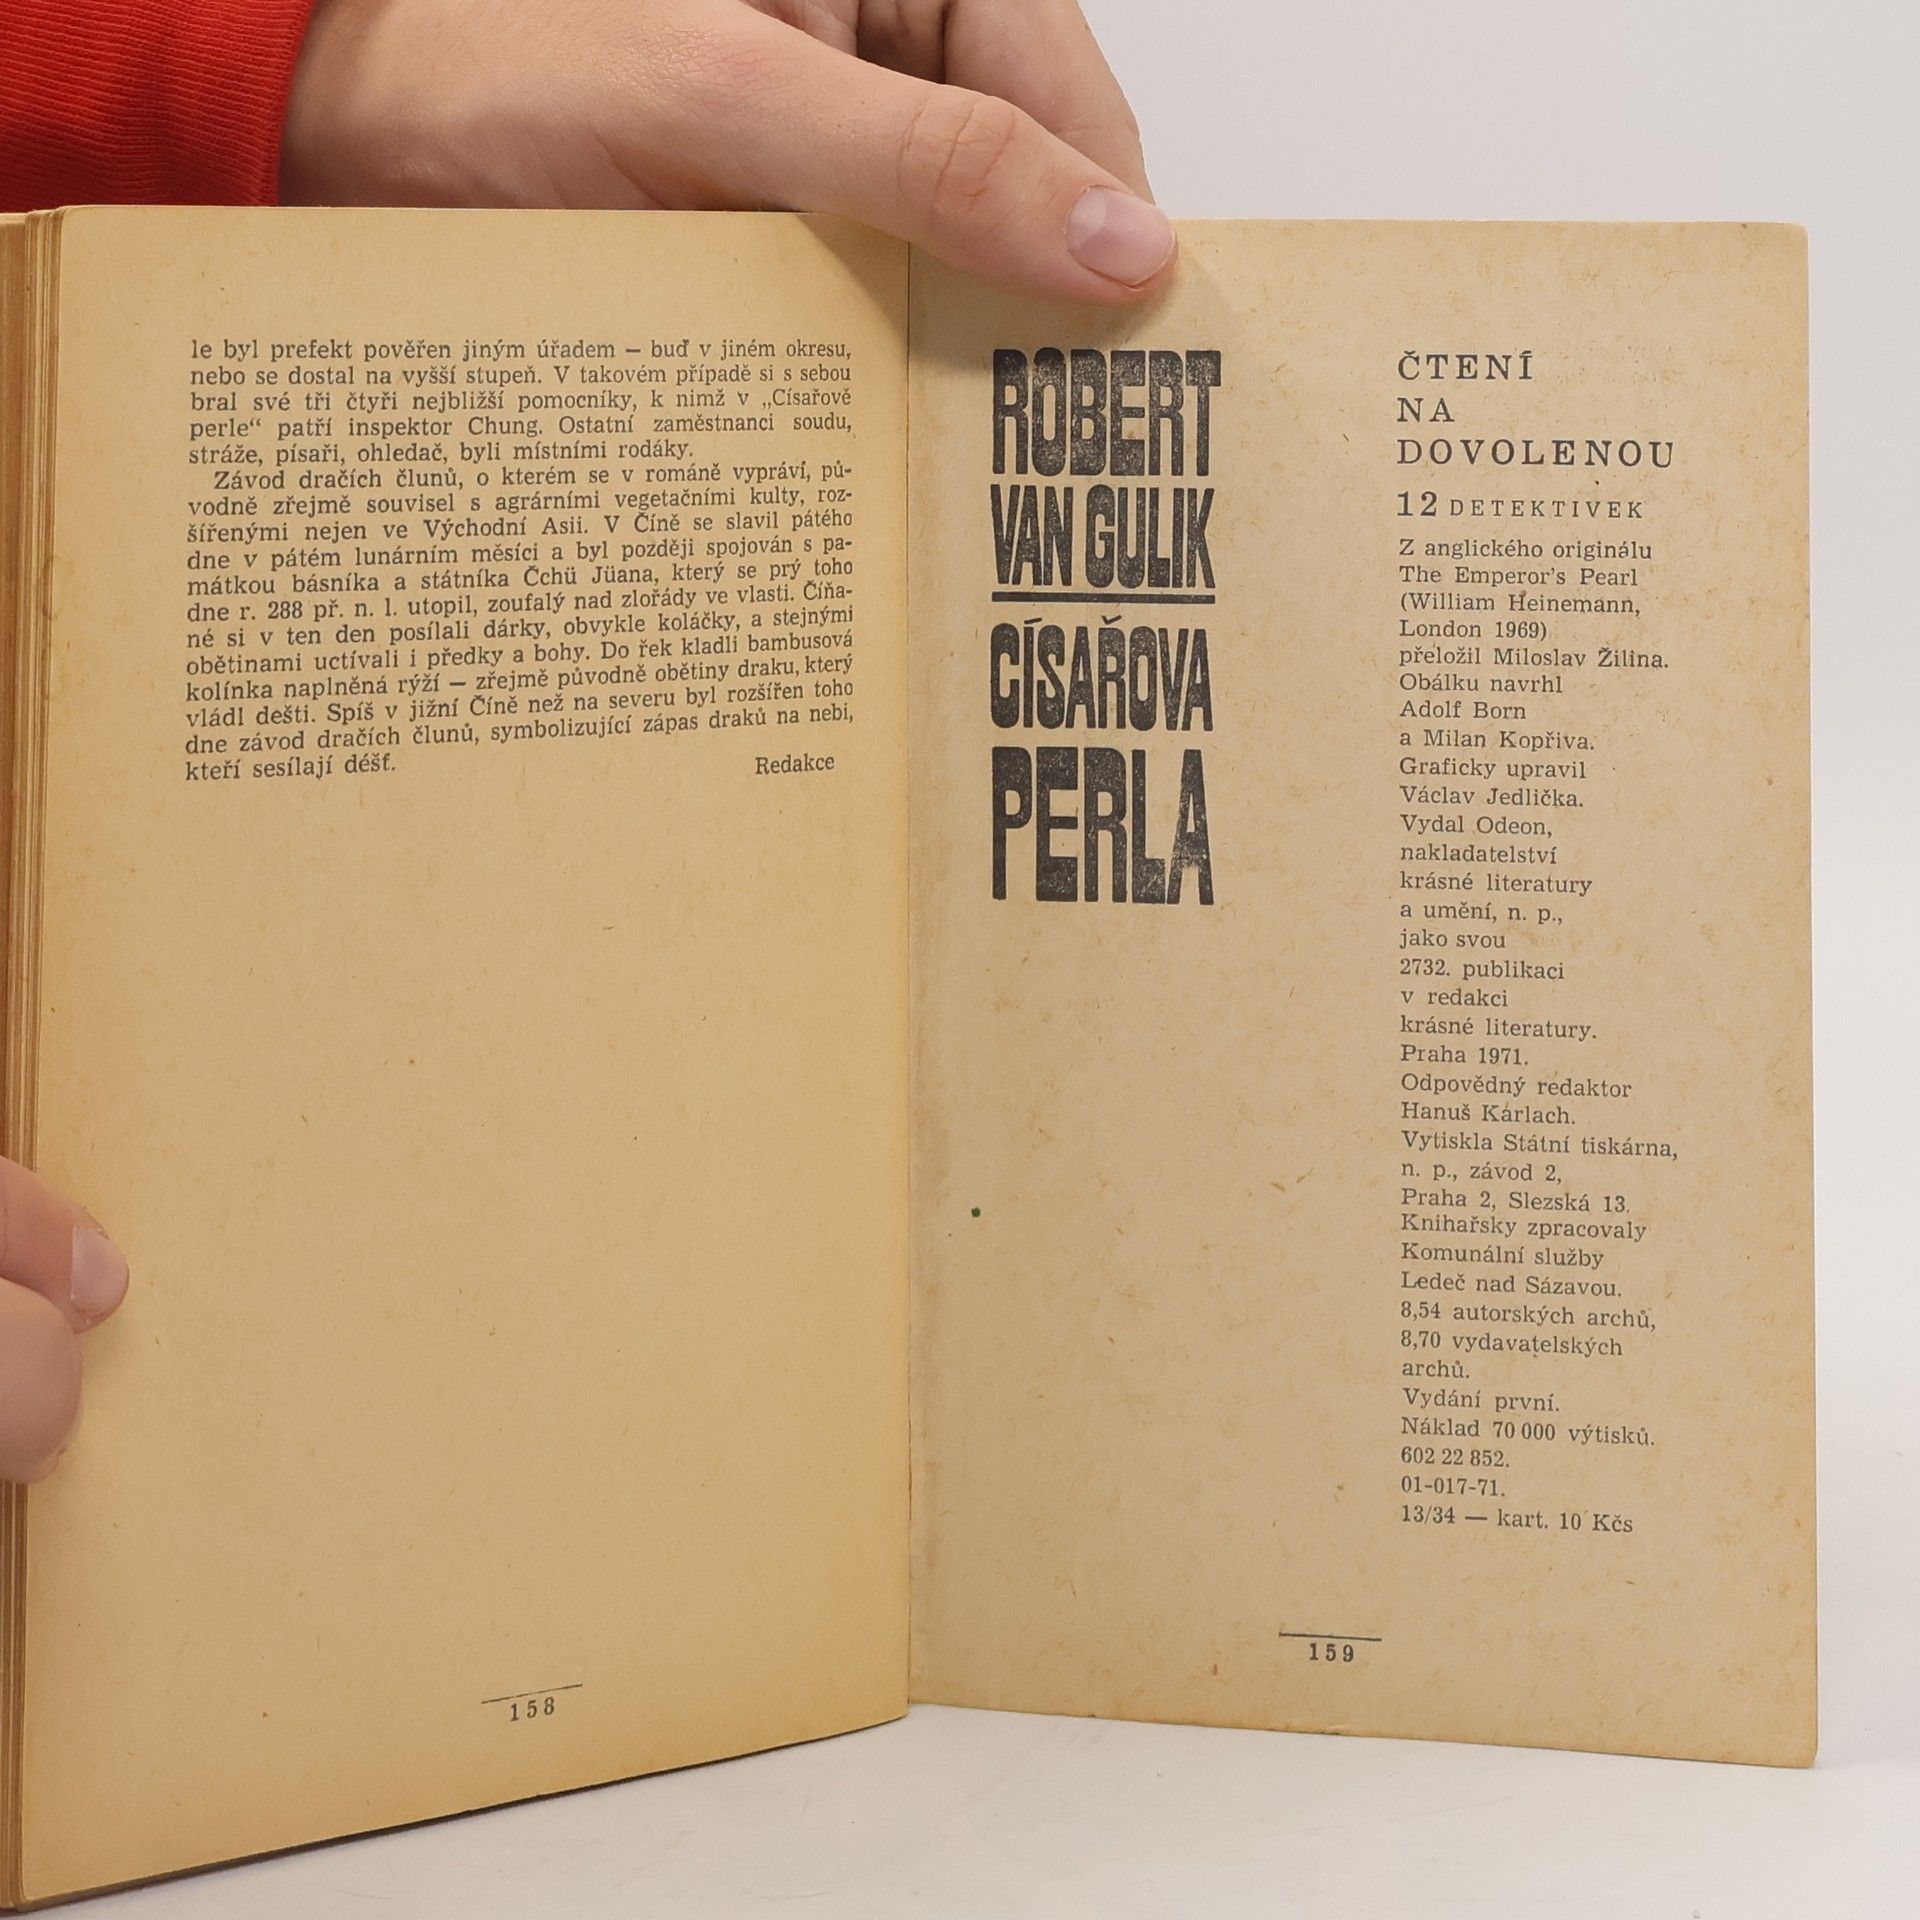 le byl prefekt pověřen jiným úřadem — buď v jiném okresu,
nebo se dostal na vyšší stupeň. V takovém případě si s sebou
bral své tři čtyři nejbližší pomocníky, k nimž v „Císařově
perle“ patří inspektor Chung. Ostatní zaměstnanci soudu,
stráže, písaři, ohledač, byli místními rodáky.
Závod dračích člunů, o kterém se v románě vypráví, pů-
vodně zřejmě souvisel s agrárními vegetačními kulty, roz-
šířenými nejen ve Východní Asii. V Číně se slavil pátého
dne v pátém lunárním měsíci a byl později spojován s pa-
mátkou básníka a státníka Čchü Jüana, který se prý toho
dne r. 288 př. n. l. utopil, zoufalý nad zlořády ve vlasti. Číňa-
né si v ten den posílali dárky, obvykle koláčky, a stejnými
obětinami uctívali i předky a bohy. Do řek kladli bambusová
kolínka naplněná rýží — zřejmě původně obětiny draku, který
vládl dešti. Spíš v jižní Číně než na severu byl rozšířen toho
dne závod dračích člunů, symbolizující zápas draků na nebi,
kteří sesílají déšť.
Redakce
158
ROBERT
VAN GULIK
CÍSAŘOVA
PERLA
ČTENÍ
NA
DOVOLENOU
12 DETEKTIVEK
Z anglického originálu
The Emperor's Pearl
(William Heinemann,
London 1969)
přeložil Miloslav Žilina.
Obálku navrhl
Adolf Born
a Milan Kopřiva.
Graficky upravil
Václav Jedlička.
Vydal Odeon,
nakladatelství
krásné literatury
a umění, n. p.,
jako svou
2732. publikaci
v redakci
krásné literatury.
Praha 1971.
Odpovědný redaktor
Hanuš Karlach.
Vytiskla Státní tiskárna,
n. p., závod 2,
Praha 2, Slezská 13.
Knihařsky zpracovaly
Komunální služby
Ledeč nad Sázavou.
8,54 autorských archů,
8,70 vydavatelských
archů.
Vydání první.
Náklad 70 000 výtisků.
602 22 852.
01-017-71.
13/34 — kart. 10 Kčs
159